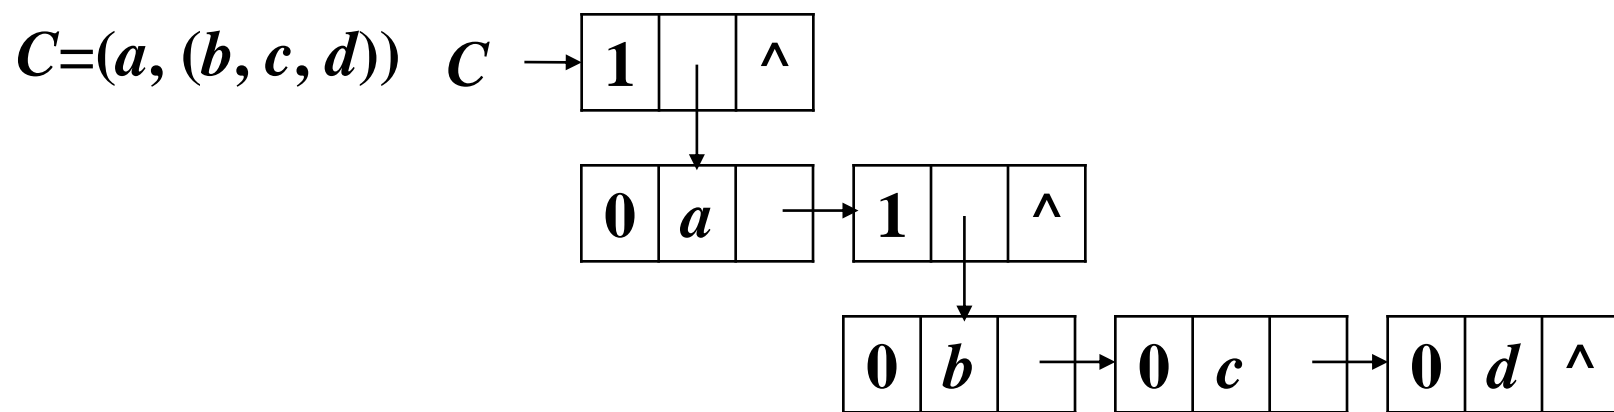 C=(a, (b, c, d)) C 1 ^
0 a 1 ^
0 b 0 c 0 d ^